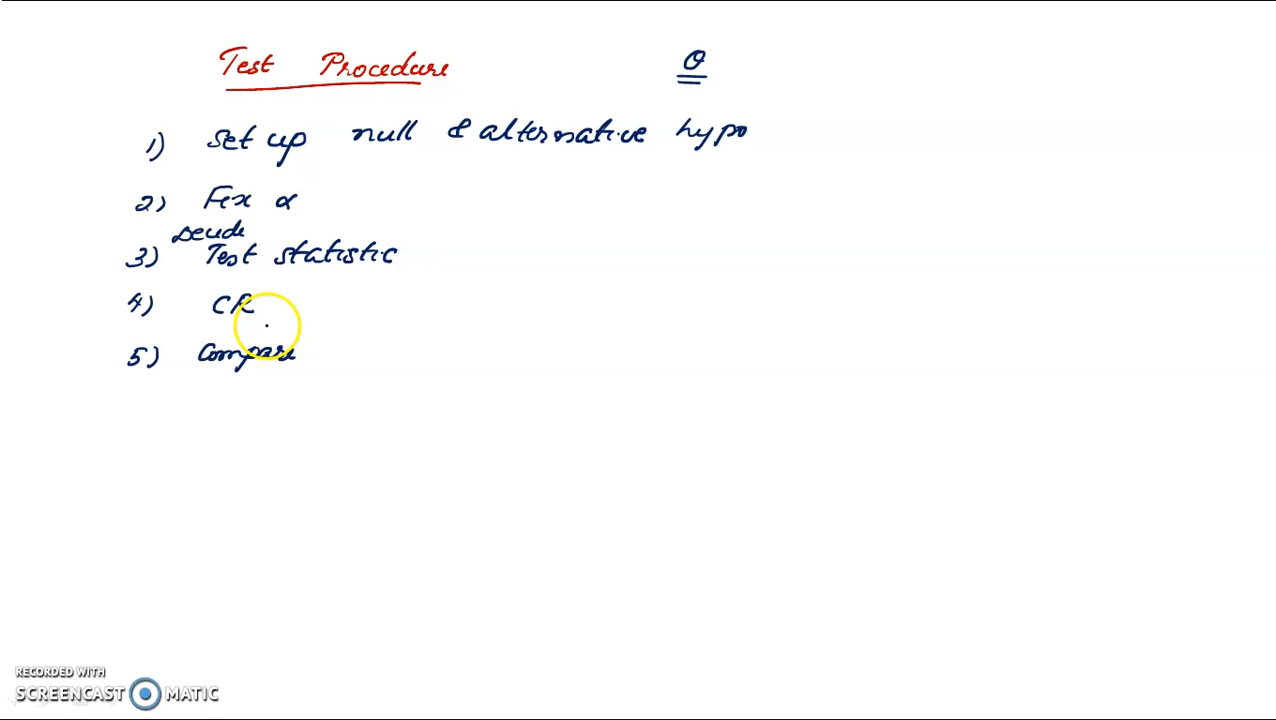 Test Procedure θ
1) Set up null & alternative hypo
2) Fix α
Decide
3) Test statistic
4) CR
5) Compare
RECORDED WITH
SCREENCAST MATIC